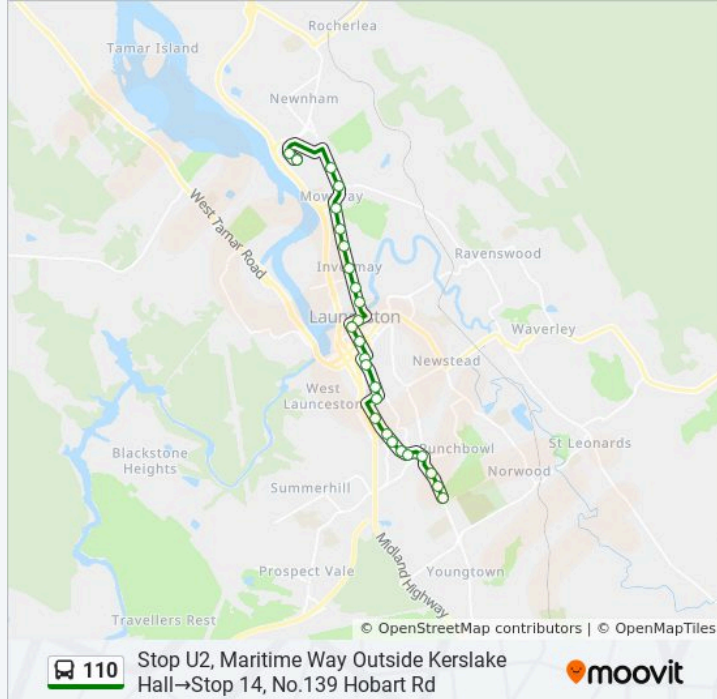 Rocherlea
Tamar Island
Newnham
Mowbray
West Tamar Road
Ravenswood
Invermay
Launceston
Waverley
Newstead
West
Launceston
St Leonards
Punchbowl
Blackstone
Heights
Norwood
Summerhill
Midland Highway
Prospect Vale
Youngtown
Travellers Rest
© OpenStreetMap contributors | © OpenMapTiles
110
Stop U2, Maritime Way Outside Kerslake
Hall→Stop 14, No.139 Hobart Rd
moovit